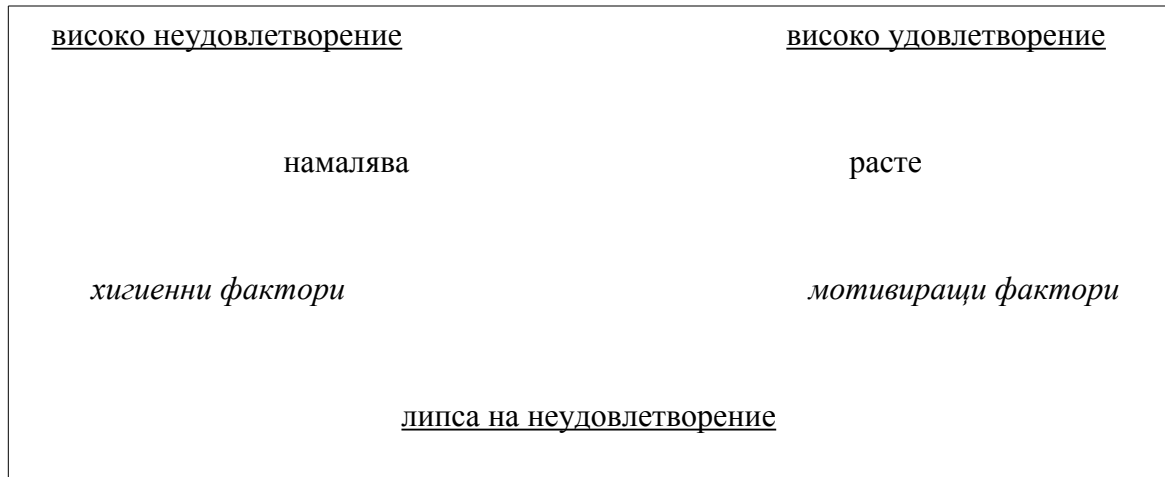 високо неудовлетворение високо удовлетворение
намалява расте
хигиенни фактори мотивиращи фактори
липса на неудовлетворение